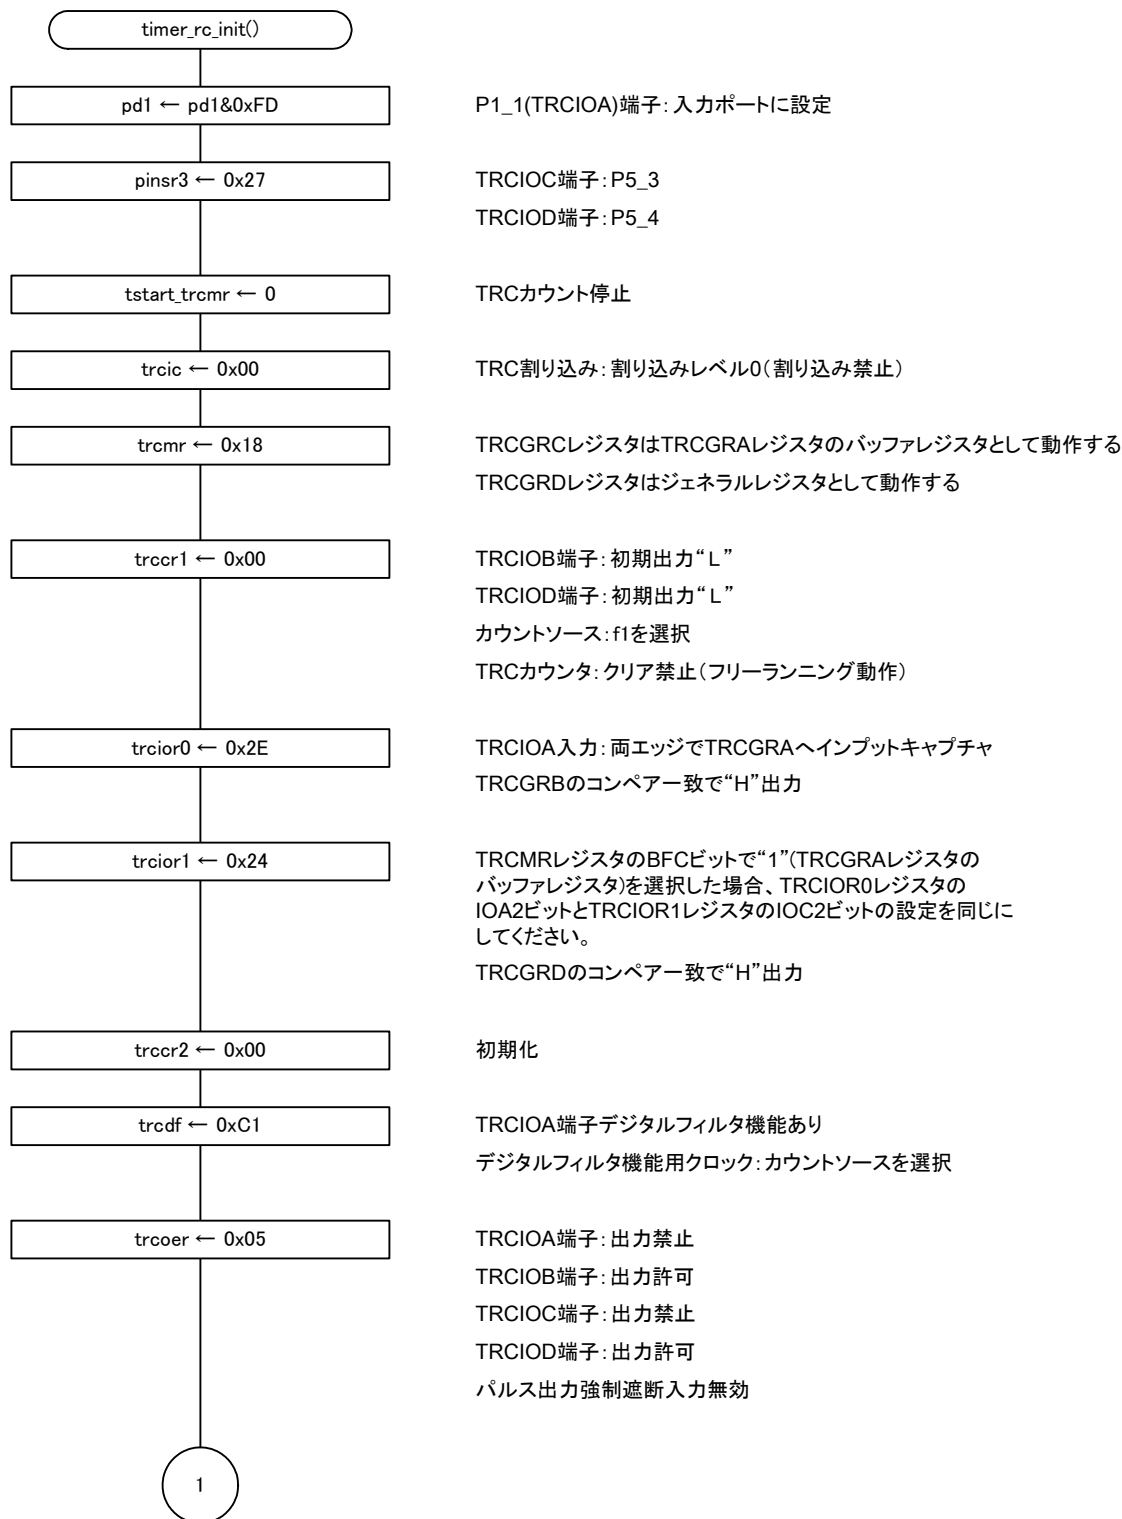 timer_rc_init()
pd1 ← pd1&0xFD
P1_1(TRCIOA)端子：入力ポートに設定
pinsr3 ← 0x27
TRCIOC端子：P5_3
TRCIOD端子：P5_4
tstart_trcmr ← 0
TRCカウント停止
trcic ← 0x00
TRC割り込み：割り込みレベル0（割り込み禁止）
trcmr ← 0x18
TRCGRCレジスタはTRCGRAレジスタのバッファレジスタとして動作する
TRCGRDレジスタはジェネラルレジスタとして動作する
trccr1 ← 0x00
TRCIOB端子：初期出力“L”
TRCIOD端子：初期出力“L”
カウントソース：f1を選択
TRCカウンタ：クリア禁止（フリーランニング動作）
trcior0 ← 0x2E
TRCIOA入力：両エッジでTRCGRAへインプットキャプチャ
TRCGRBのコンペアー致で“H”出力
trcior1 ← 0x24
TRCMRレジスタのBFCビットで“1”(TRCGRAレジスタの
バッファレジスタ)を選択した場合、TRCIOR0レジスタの
IOA2ビットとTRCIOR1レジスタのIOC2ビットの設定を同じに
してください。
TRCGRDのコンペアー致で“H”出力
trccr2 ← 0x00
初期化
trcdf ← 0xC1
TRCIOA端子デジタルフィルタ機能あり
デジタルフィルタ機能用クロック：カウントソースを選択
trcoer ← 0x05
TRCIOA端子：出力禁止
TRCIOB端子：出力許可
TRCIOC端子：出力禁止
TRCIOD端子：出力許可
パルス出力強制遮断入力無効
1